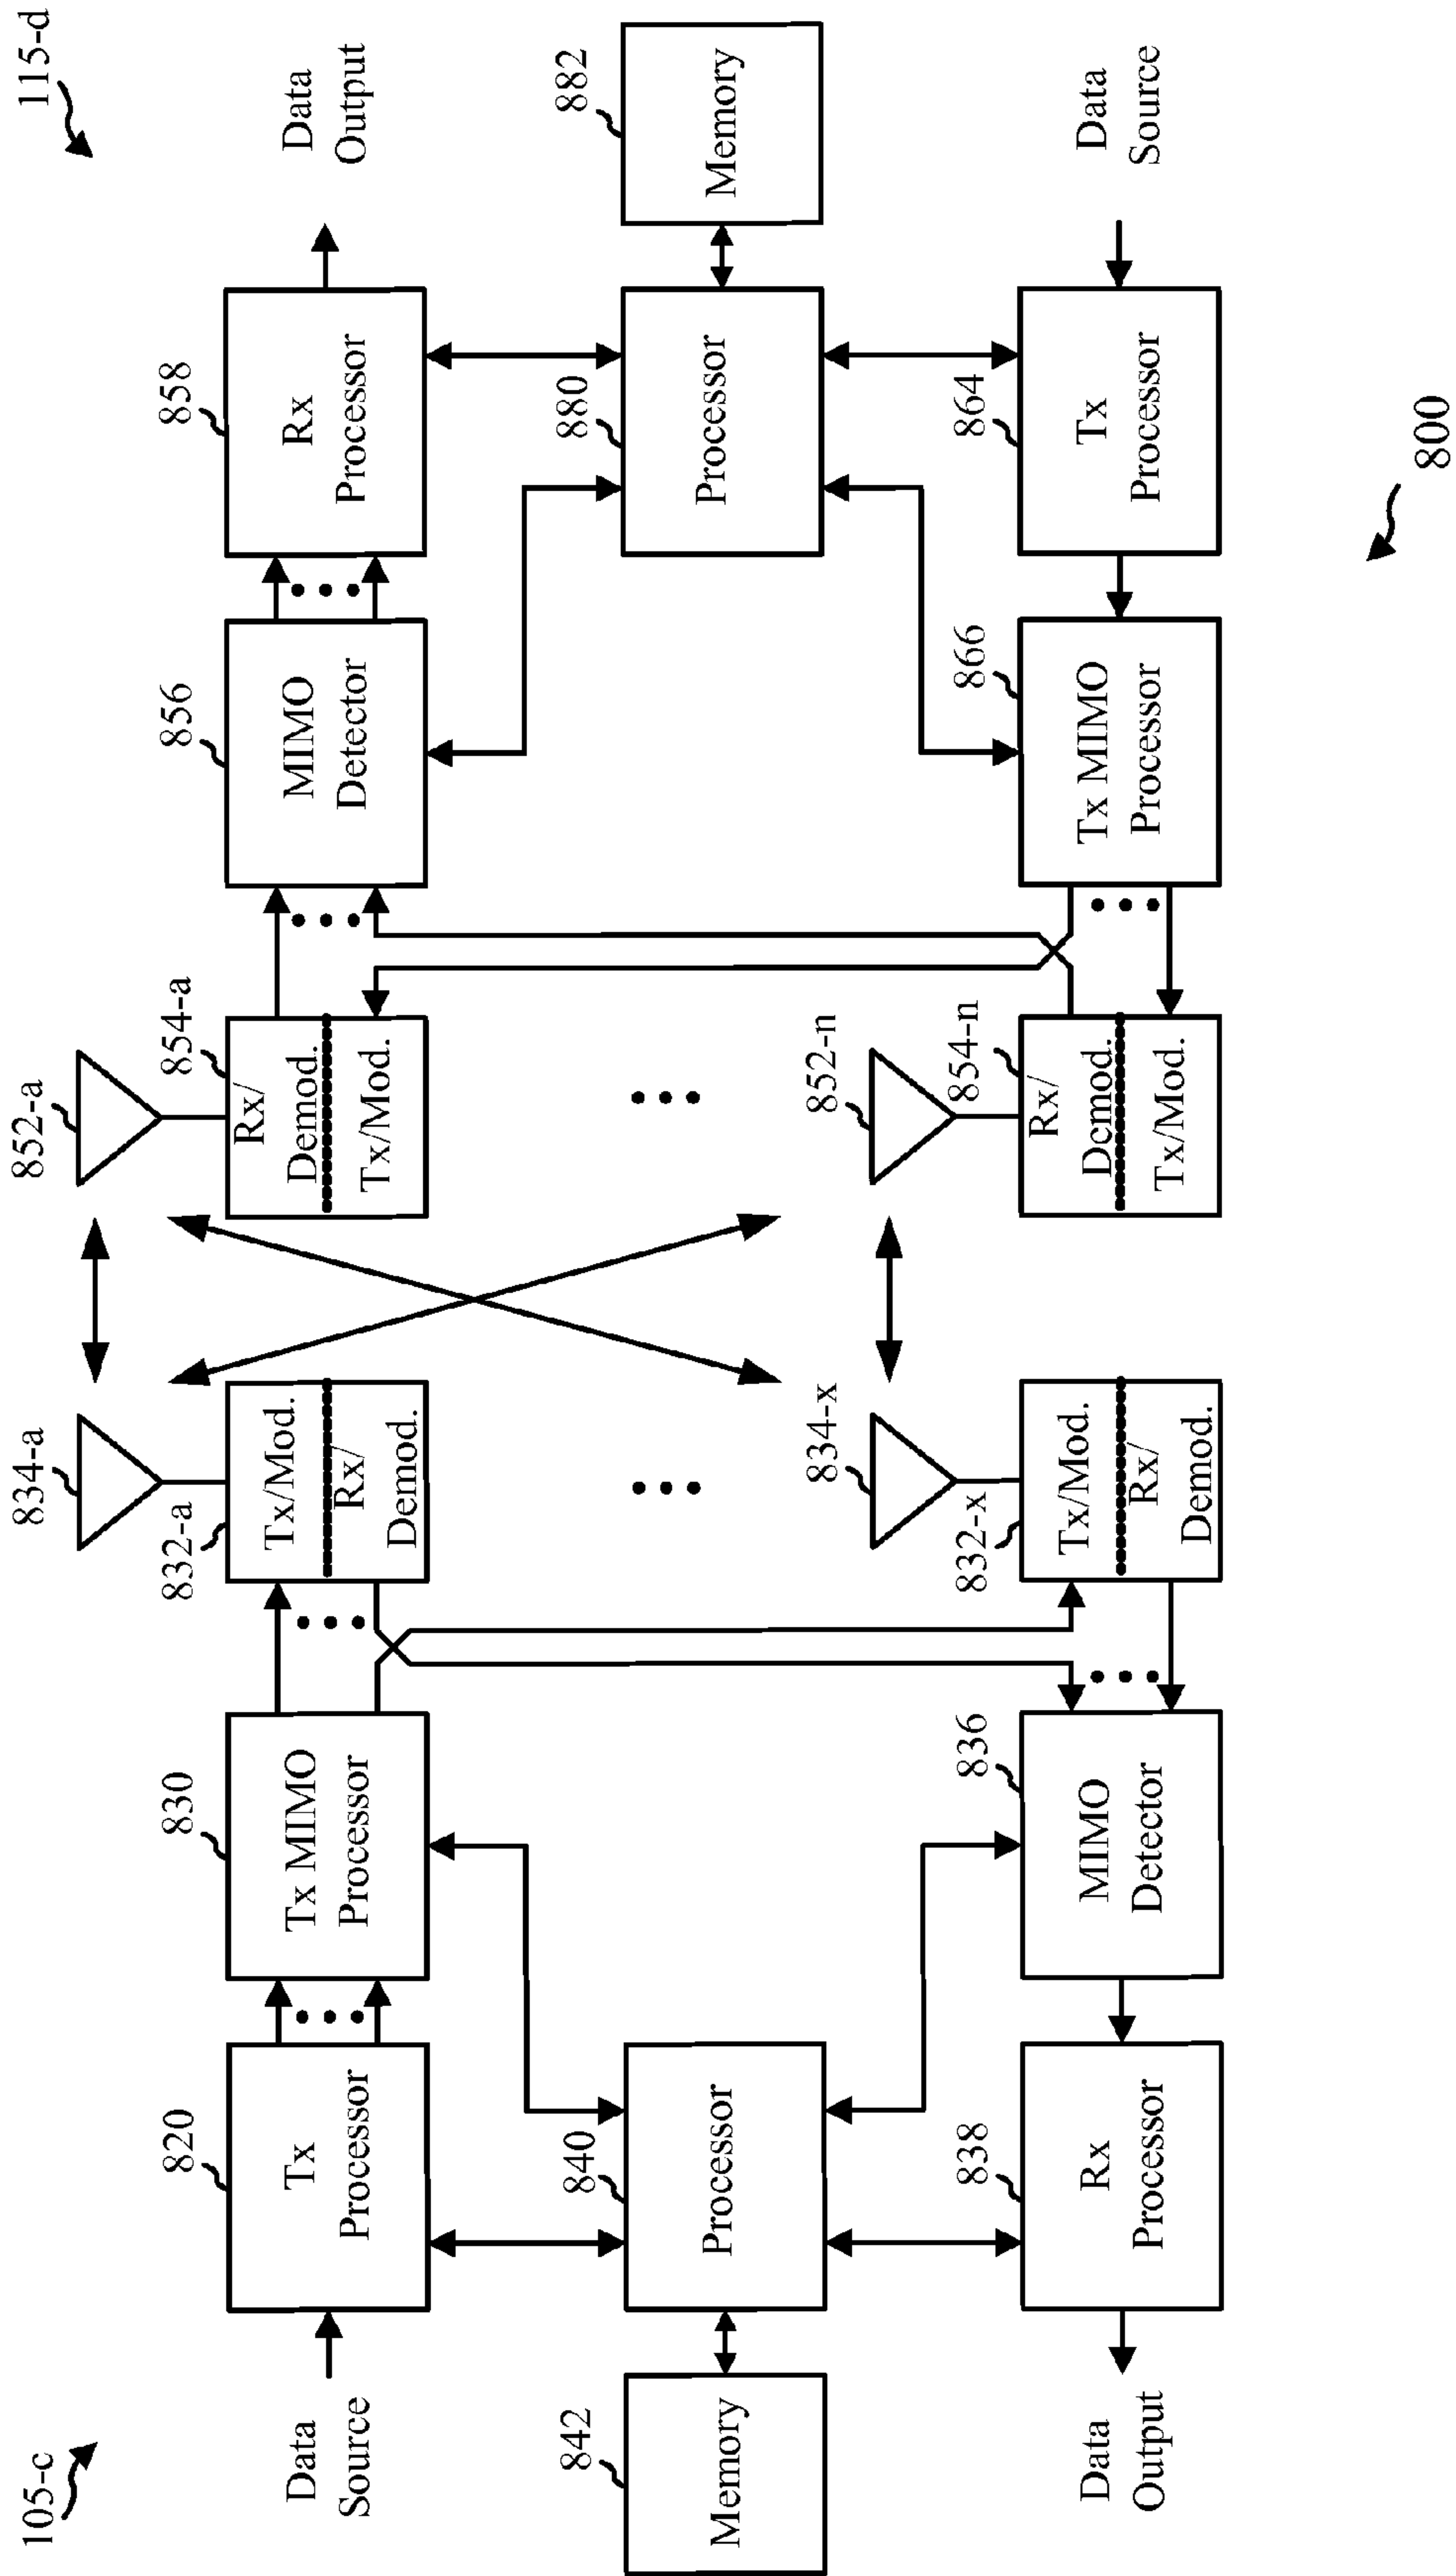 105-c
115-d
834-a
852-a
820
830
832-a
854-a
856
858
Data
Source
Tx
Processor
Tx MIMO
Processor
Tx/Mod.
Rx/
Demod.
Rx/
Demod.
Tx/Mod.
MIMO
Detector
Rx
Processor
Data
Output
842
840
880
882
Memory
Processor
Processor
Memory
834-x
852-n
838
836
832-x
854-n
866
864
Data
Output
Rx
Processor
MIMO
Detector
Tx/Mod.
Rx/
Demod.
Rx/
Demod.
Tx/Mod.
Tx MIMO
Processor
Tx
Processor
Data
Source
800